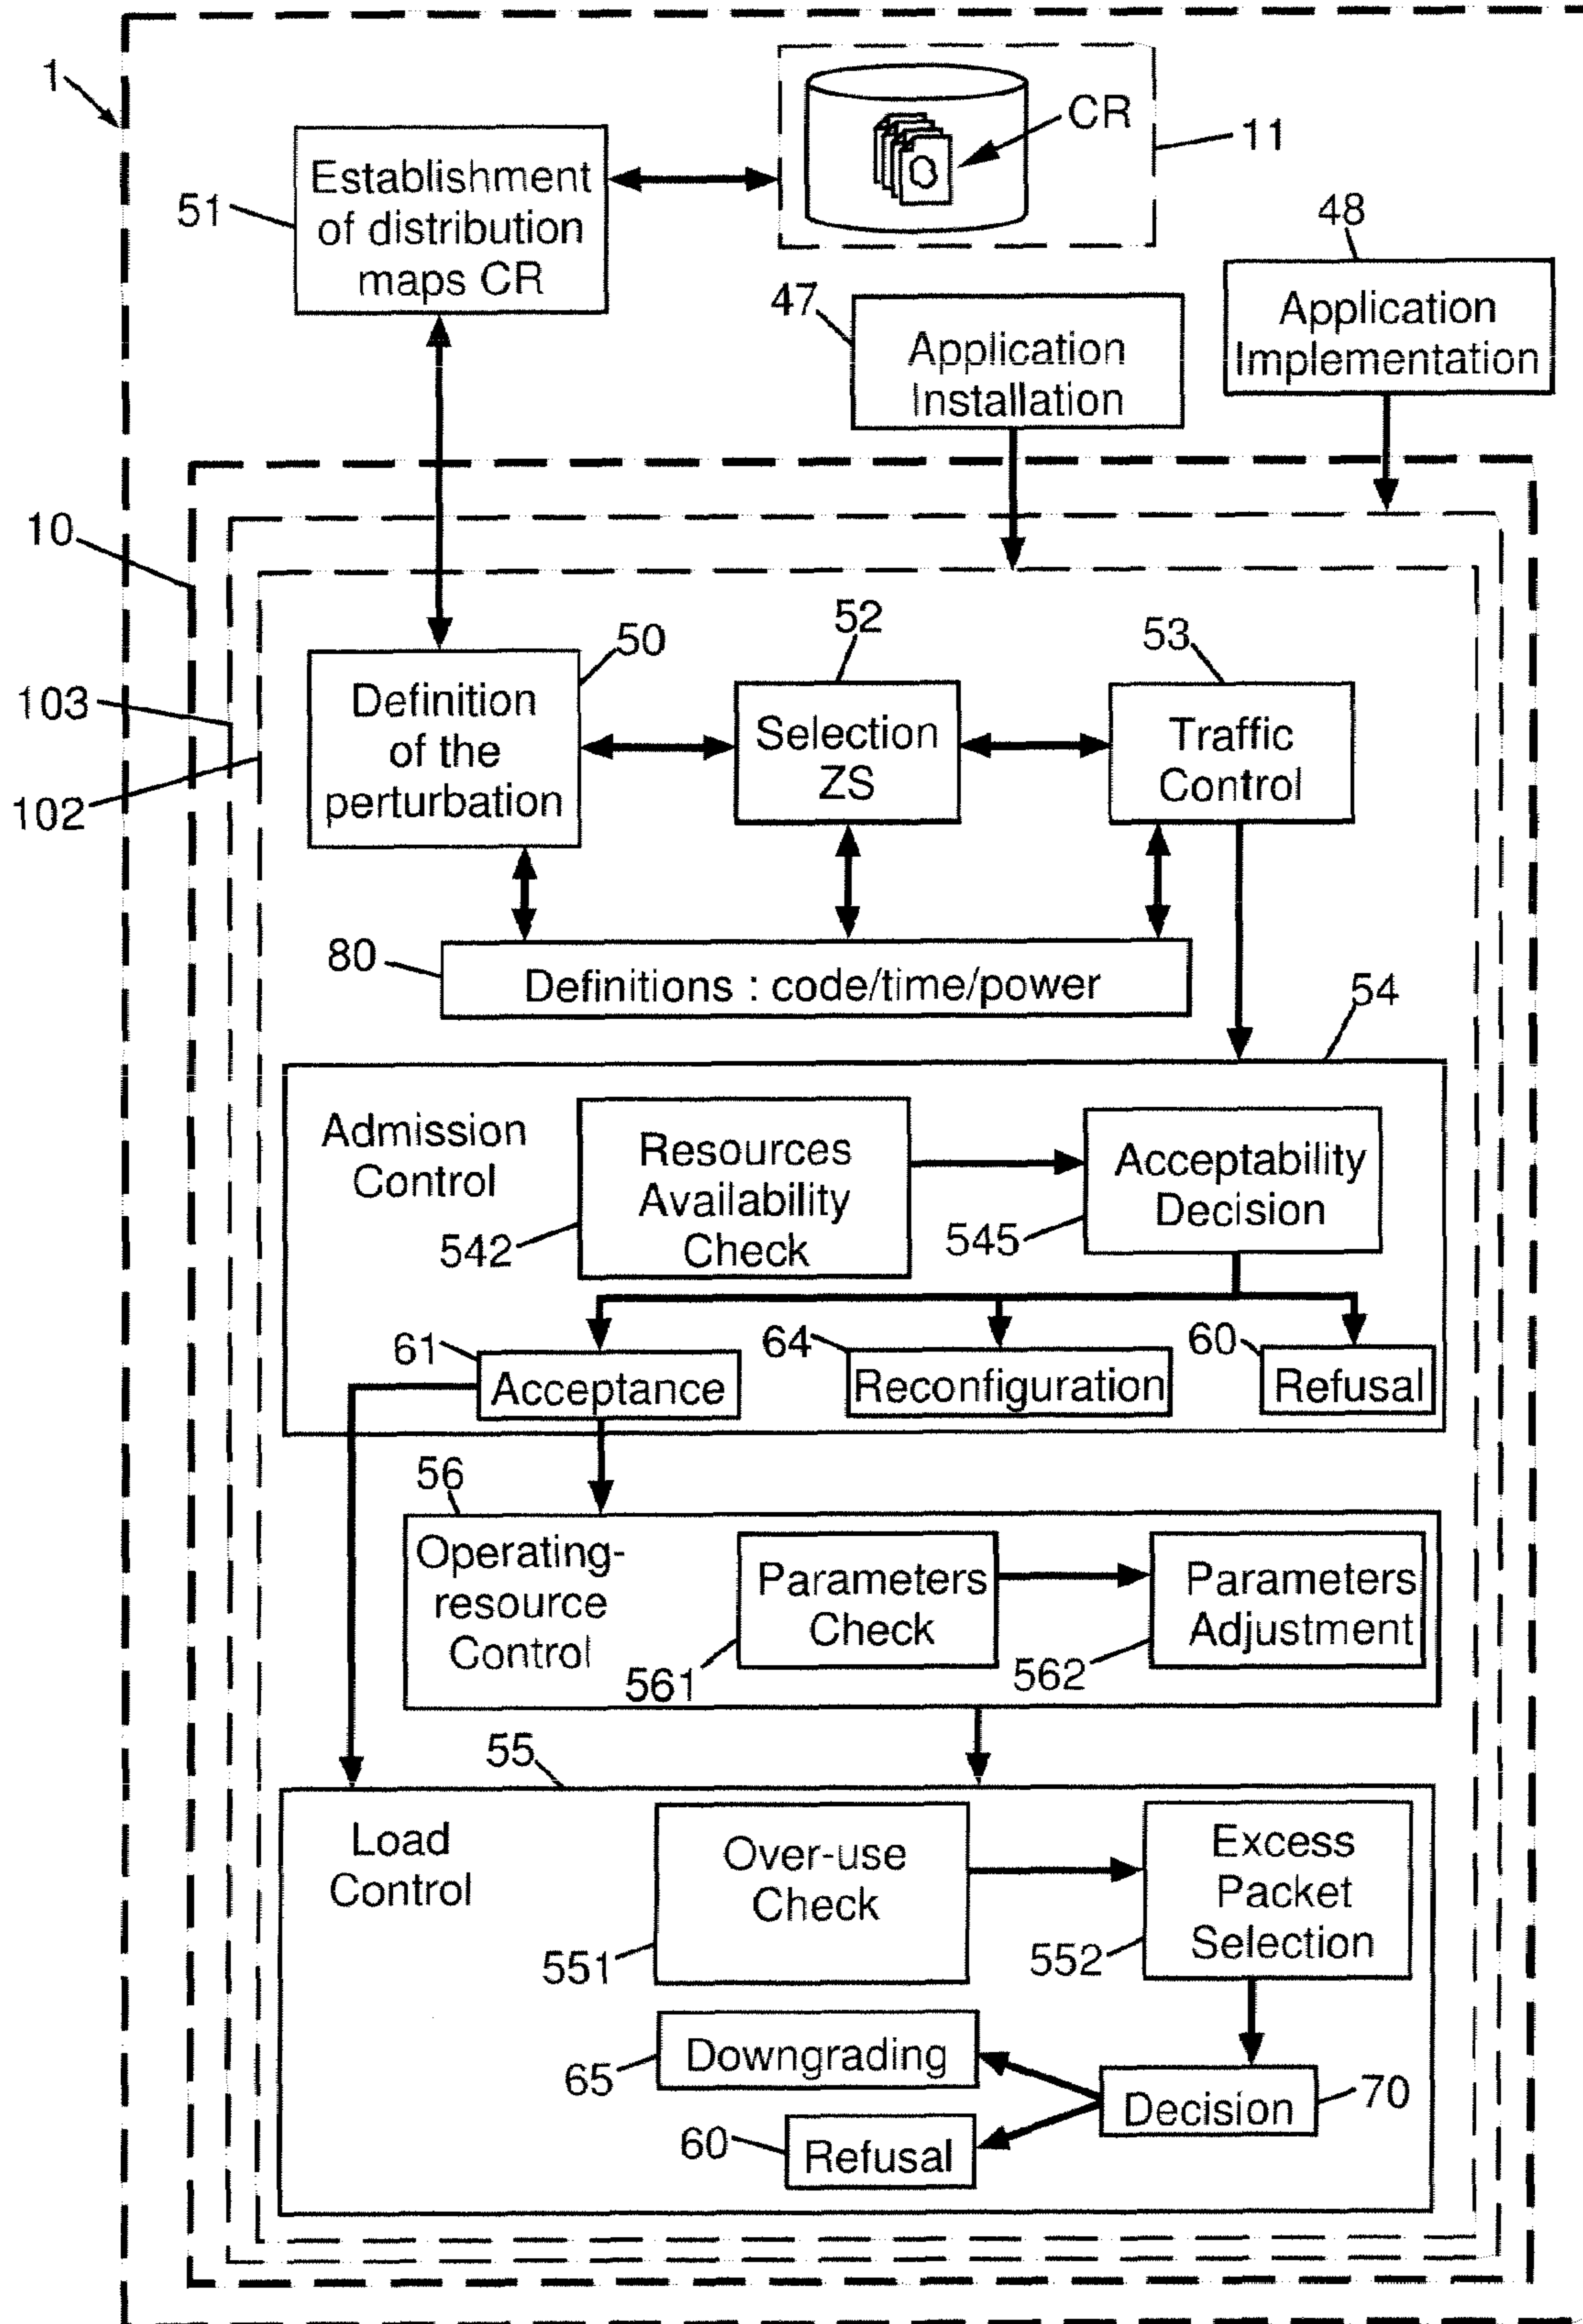 1
CR
11
Establishment
of distribution
maps CR
51
48
47
Application
Installation
Application
Implementation
10
103
102
50
52
53
Definition
of the
perturbation
Selection
ZS
Traffic
Control
80
Definitions : code/time/power
54
Admission
Control
Resources
Availability
Check
542
Acceptability
Decision
545
61
Acceptance
64
Reconfiguration
60
Refusal
56
Operating-
resource
Control
Parameters
Check
561
Parameters
Adjustment
562
55
Load
Control
Over-use
Check
551
Excess
Packet
Selection
552
Downgrading
65
Decision
70
60
Refusal